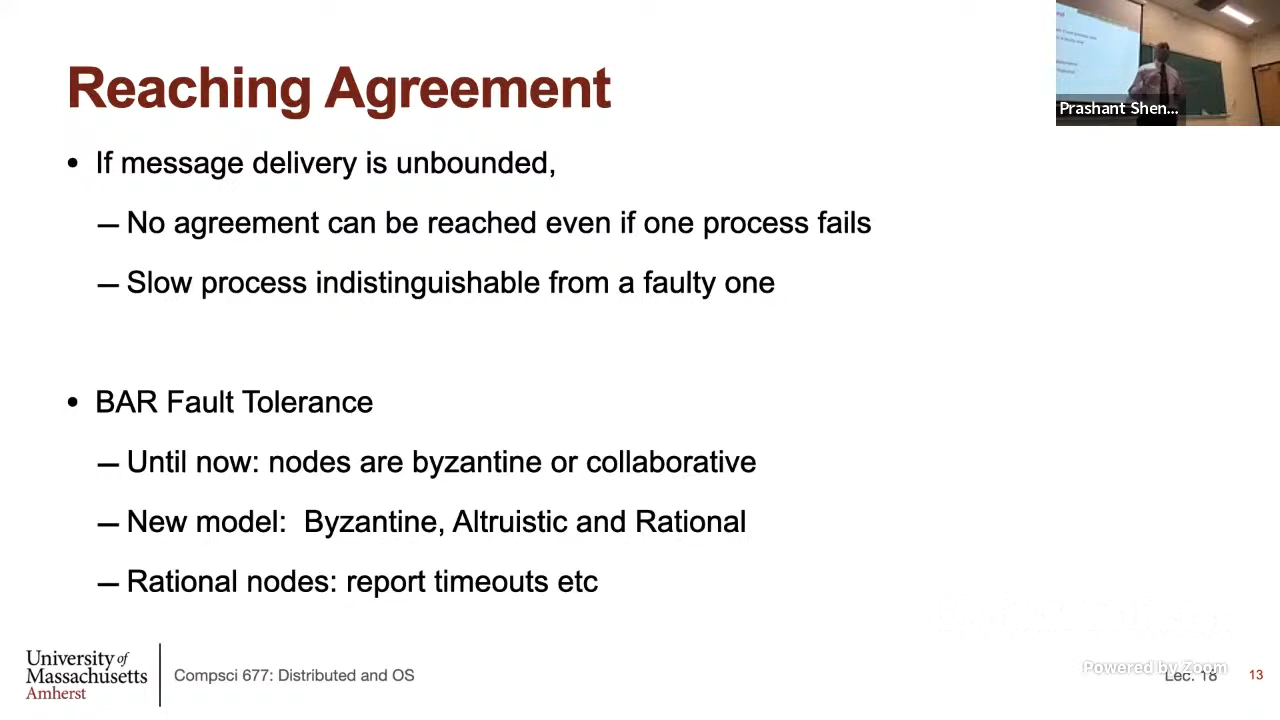 Reaching Agreement
• If message delivery is unbounded,
– No agreement can be reached even if one process fails
– Slow process indistinguishable from a faulty one
• BAR Fault Tolerance
– Until now: nodes are byzantine or collaborative
– New model:  Byzantine, Altruistic and Rational
– Rational nodes: report timeouts etc
Prashant Shen...
University of
Massachusetts
Amherst
Compsci 677: Distributed and OS
Powered by Zoom
Lec. 18
13